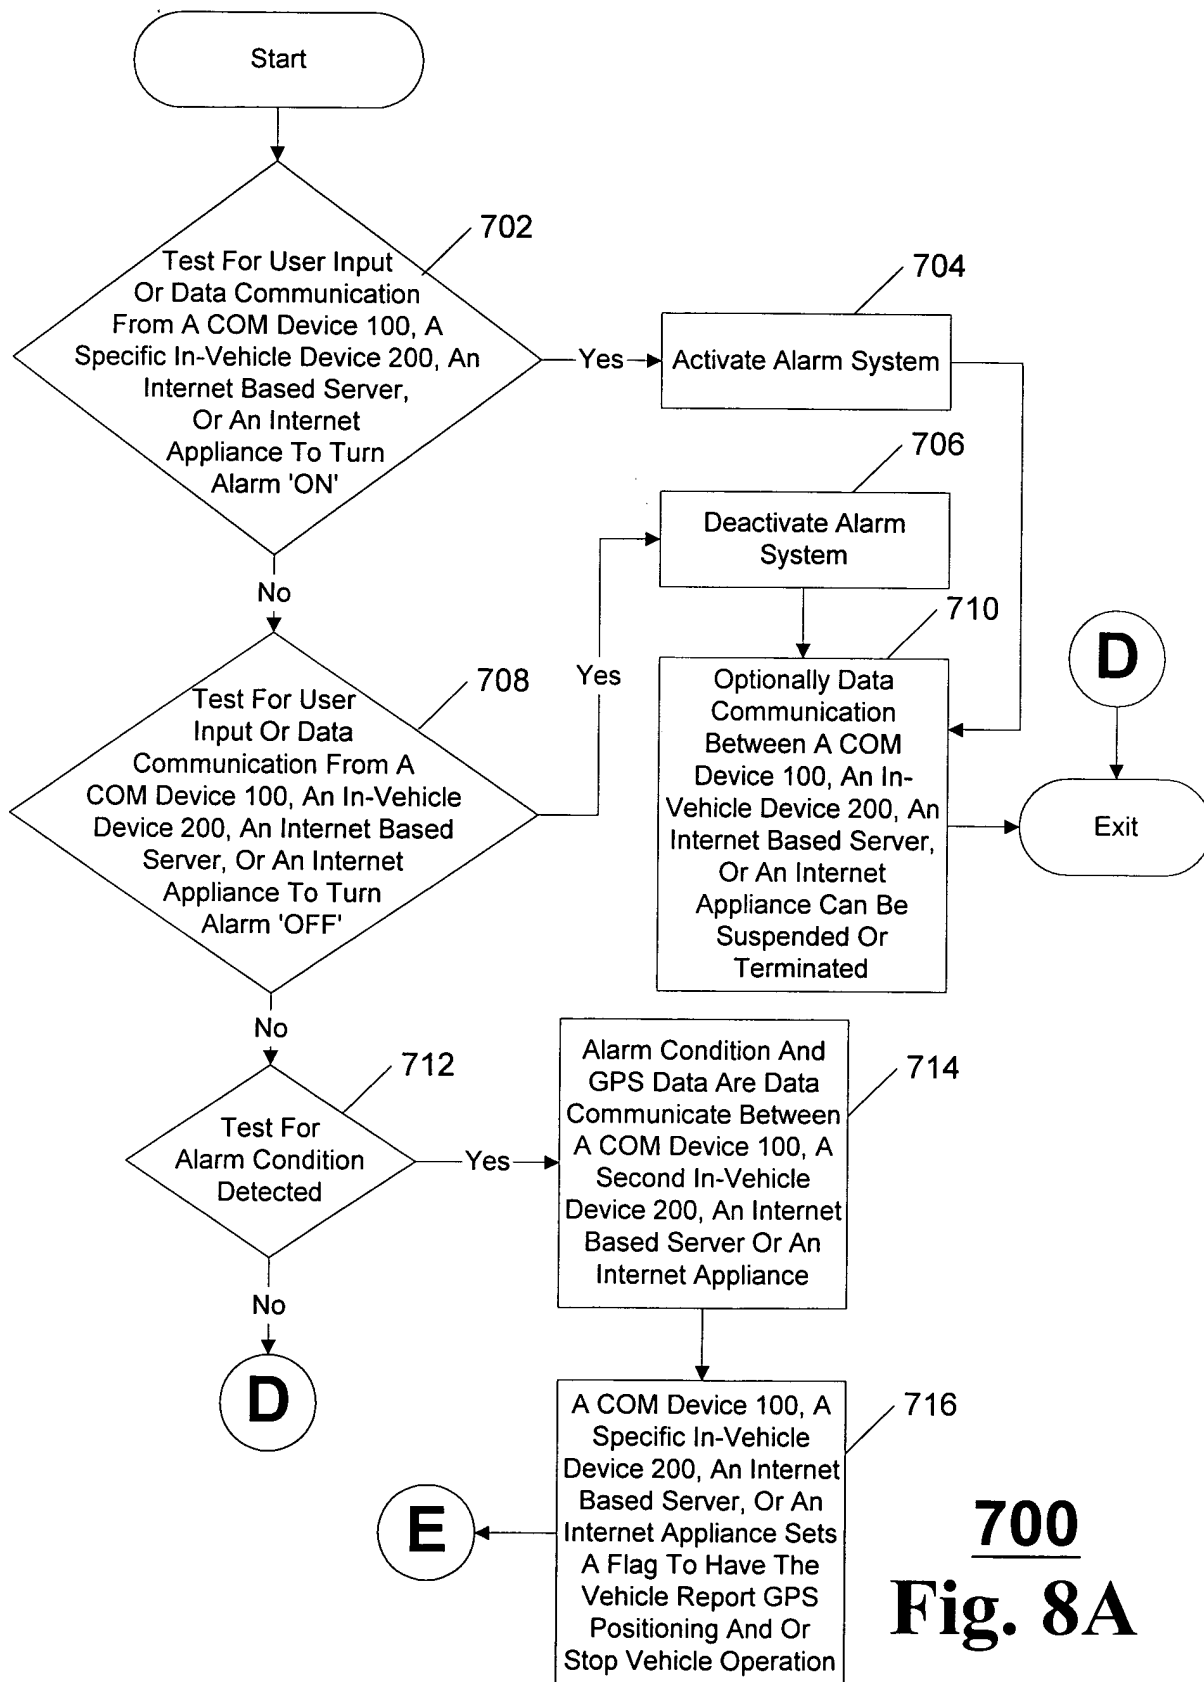 Start
702
Test For User Input
Or Data Communication
From A COM Device 100, A
Specific In-Vehicle Device 200, An
Internet Based Server,
Or An Internet
Appliance To Turn
Alarm 'ON'
Yes
704
Activate Alarm System
706
Deactivate Alarm
System
No
708
Test For User
Input Or Data
Communication From A
COM Device 100, An In-Vehicle
Device 200, An Internet Based
Server, Or An Internet
Appliance To Turn
Alarm 'OFF'
Yes
710
Optionally Data
Communication
Between A COM
Device 100, An In-
Vehicle Device 200, An
Internet Based Server,
Or An Internet
Appliance Can Be
Suspended Or
Terminated
D
Exit
No
712
Test For
Alarm Condition
Detected
Yes
714
Alarm Condition And
GPS Data Are Data
Communicate Between
A COM Device 100, A
Second In-Vehicle
Device 200, An Internet
Based Server Or An
Internet Appliance
No
D
716
A COM Device 100, A
Specific In-Vehicle
Device 200, An Internet
Based Server, Or An
Internet Appliance Sets
A Flag To Have The
Vehicle Report GPS
Positioning And Or
Stop Vehicle Operation
E
700
Fig. 8A